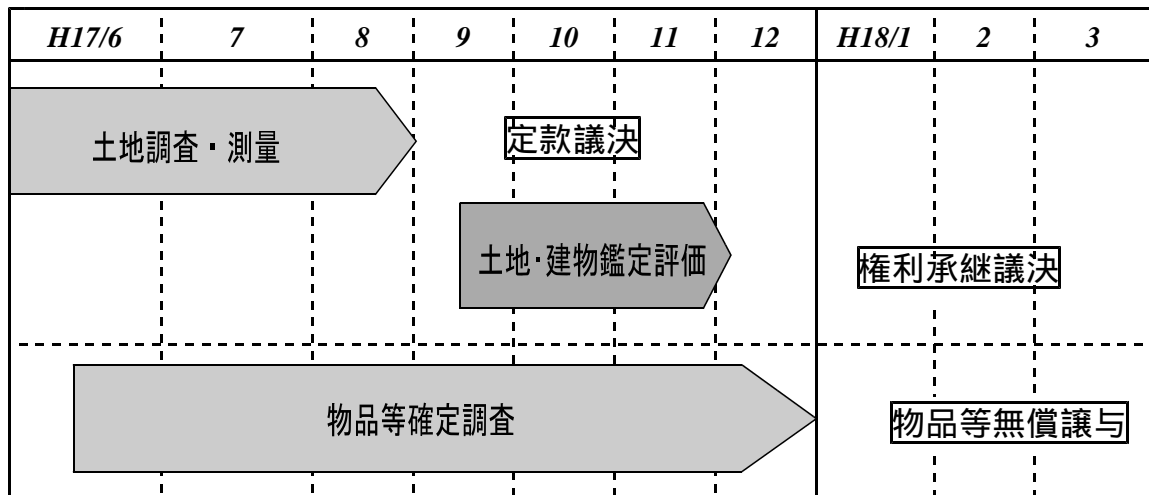 H17/6 7 8 9 10 11 12 H18/1 2 3
土地調査・測量
定款議決
土地・建物鑑定評価
権利承継議決
物品等確定調査
物品等無償譲与